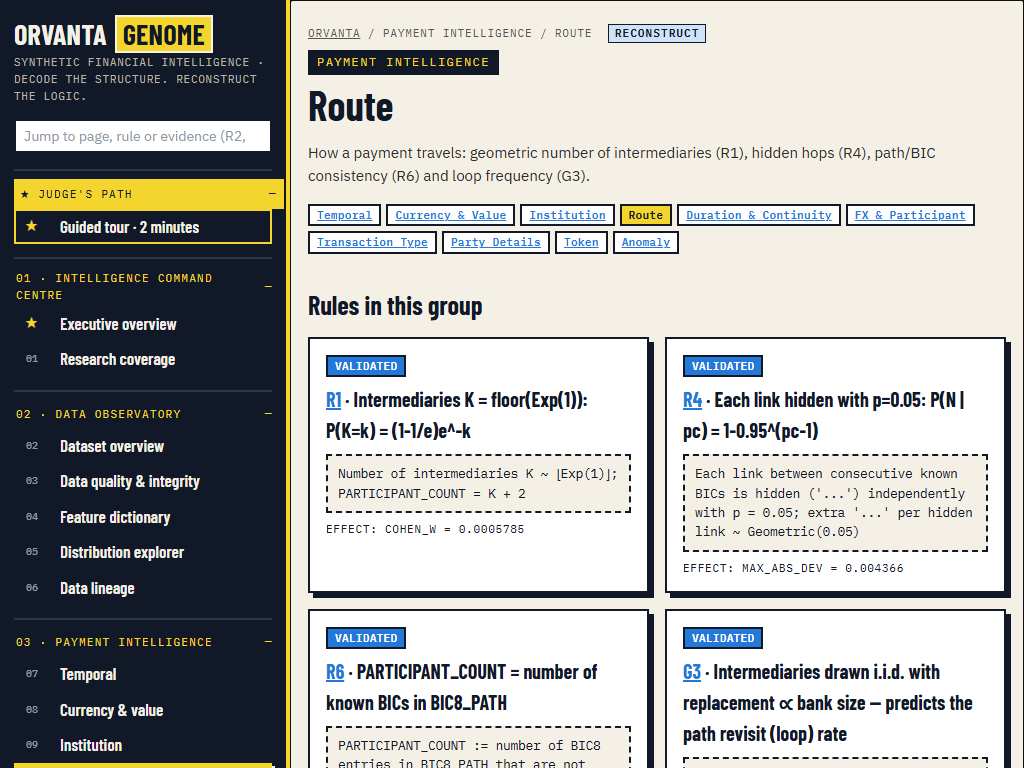 ORVANTA GENOME
SYNTHETIC FINANCIAL INTELLIGENCE ·
DECODE THE STRUCTURE. RECONSTRUCT
THE LOGIC.
Jump to page, rule or evidence (R2,
★ JUDGE'S PATH −
★ Guided tour · 2 minutes
01 · INTELLIGENCE COMMAND
CENTRE −
★ Executive overview
01 Research coverage
02 · DATA OBSERVATORY −
02 Dataset overview
03 Data quality & integrity
04 Feature dictionary
05 Distribution explorer
06 Data lineage
03 · PAYMENT INTELLIGENCE −
07 Temporal
08 Currency & value
09 Institution
ORVANTA / PAYMENT INTELLIGENCE / ROUTE RECONSTRUCT
PAYMENT INTELLIGENCE
Route
How a payment travels: geometric number of intermediaries (R1), hidden hops (R4), path/BIC
consistency (R6) and loop frequency (G3).
Temporal Currency & Value Institution Route Duration & Continuity FX & Participant
Transaction Type Party Details Token Anomaly
Rules in this group
VALIDATED
R1 · Intermediaries K = floor(Exp(1)):
P(K=k) = (1-1/e)e^-k
Number of intermediaries K ~ ⌊Exp(1)⌋;
PARTICIPANT_COUNT = K + 2
EFFECT: COHEN_W = 0.0005785
VALIDATED
R4 · Each link hidden with p=0.05: P(N |
pc) = 1-0.95^(pc-1)
Each link between consecutive known
BICs is hidden ('...') independently
with p = 0.05; extra '...' per hidden
link ~ Geometric(0.05)
EFFECT: MAX_ABS_DEV = 0.004366
VALIDATED
R6 · PARTICIPANT_COUNT = number of
known BICs in BIC8_PATH
PARTICIPANT_COUNT := number of BIC8
entries in BIC8_PATH that are not
VALIDATED
G3 · Intermediaries drawn i.i.d. with
replacement ∝ bank size — predicts the
path revisit (loop) rate